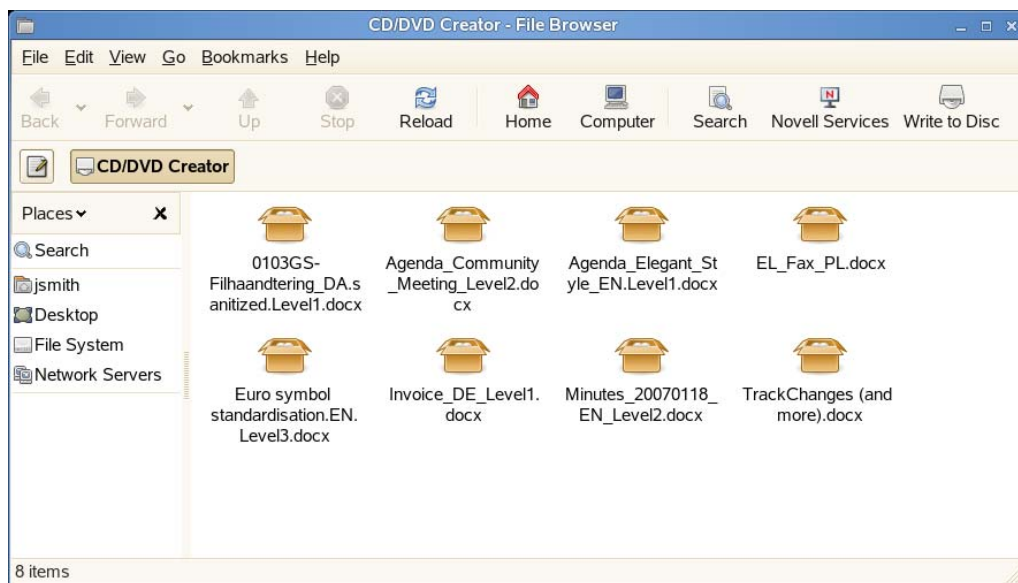 CD/DVD Creator - File Browser
File Edit View Go Bookmarks Help
Back Forward Up Stop Reload Home Computer Search Novell Services Write to Disc
CD/DVD Creator
Places
Search
jsmith
Desktop
File System
Network Servers
0103GS-
Filhaandtering_DA.s
anitized.Level1.docx
Agenda_Community
_Meeting_Level2.do
cx
Agenda_Elegant_St
yle_EN.Level1.docx
EL_Fax_PL.docx
Euro symbol
standardisation.EN.
Level3.docx
Invoice_DE_Level1.
docx
Minutes_20070118_
EN_Level2.docx
TrackChanges (and
more).docx
8 items